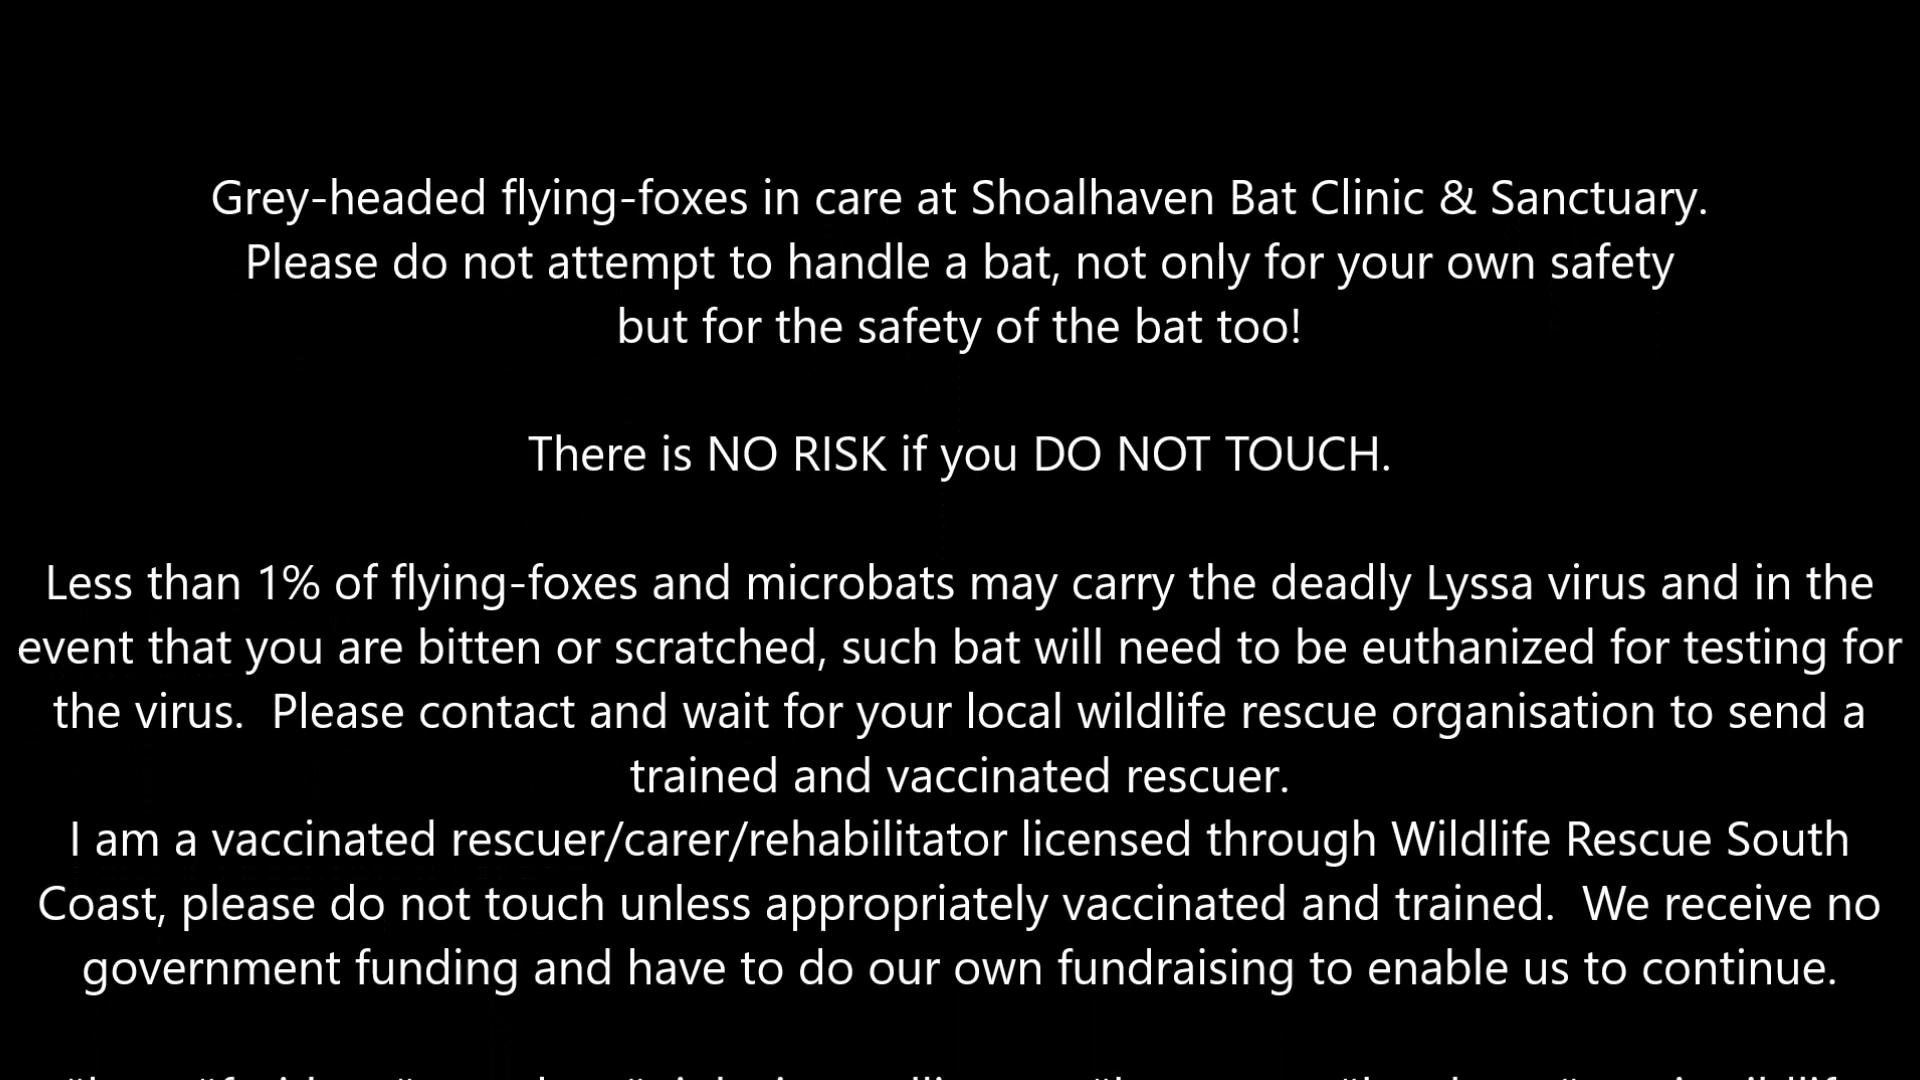 Grey-headed flying-foxes in care at Shoalhaven Bat Clinic & Sanctuary.
Please do not attempt to handle a bat, not only for your own safety
but for the safety of the bat too!
There is NO RISK if you DO NOT TOUCH.
Less than 1% of flying-foxes and microbats may carry the deadly Lyssa virus and in the
event that you are bitten or scratched, such bat will need to be euthanized for testing for
the virus.  Please contact and wait for your local wildlife rescue organisation to send a
trained and vaccinated rescuer.
I am a vaccinated rescuer/carer/rehabilitator licensed through Wildlife Rescue South
Coast, please do not touch unless appropriately vaccinated and trained.  We receive no
government funding and have to do our own fundraising to enable us to continue.